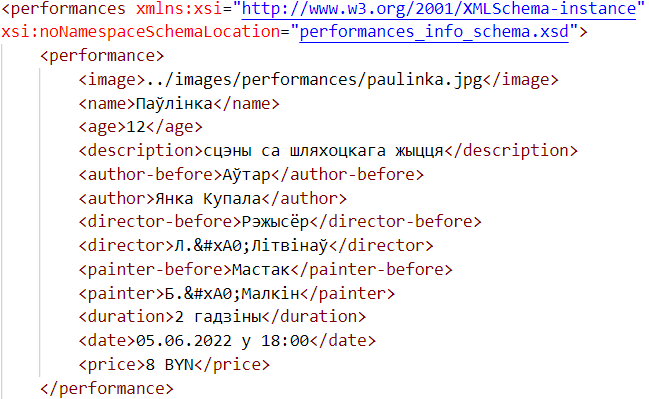 <performances xmlns:xsi="http://www.w3.org/2001/XMLSchema-instance"
xsi:noNamespaceSchemaLocation="performances_info_schema.xsd">
<performance>
<image>../images/performances/paulinka.jpg</image>
<name>Паўлінка</name>
<age>12</age>
<description>сцэны са шляхоцкага жыцця</description>
<author-before>Аўтар</author-before>
<author>Янка Купала</author>
<director-before>Рэжысёр</director-before>
<director>Л.&#xA0;Літвінаў</director>
<painter-before>Мастак</painter-before>
<painter>Б.&#xA0;Малкін</painter>
<duration>2 гадзіны</duration>
<date>05.06.2022 у 18:00</date>
<price>8 BYN</price>
</performance>